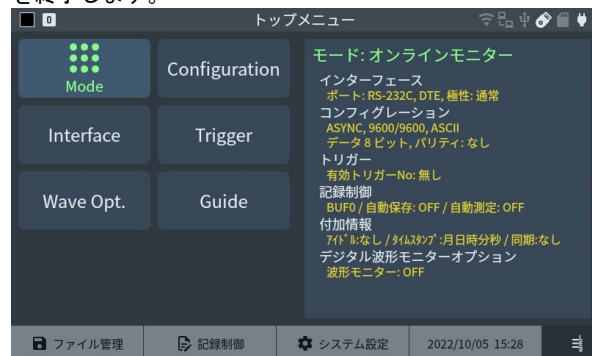 を終了します。
0 トップメニュー
Mode
Configuration
Interface
Trigger
Wave Opt.
Guide
モード: オンラインモニター
インターフェース
ポート: RS-232C, DTE, 極性: 通常
コンフィグレーション
ASYNC, 9600/9600, ASCII
データ 8 ビット, パリティ: なし
トリガー
有効トリガーNo: 無し
記録制御
BUF0 / 自動保存: OFF / 自動測定: OFF
付加情報
ｱｲﾄﾞﾙ:なし / ﾀｲﾑｽﾀﾝﾌﾟ:月日時分秒 / 同期:なし
デジタル波形モニターオプション
波形モニター: OFF
ファイル管理
記録制御
システム設定
2022/10/05 15:28